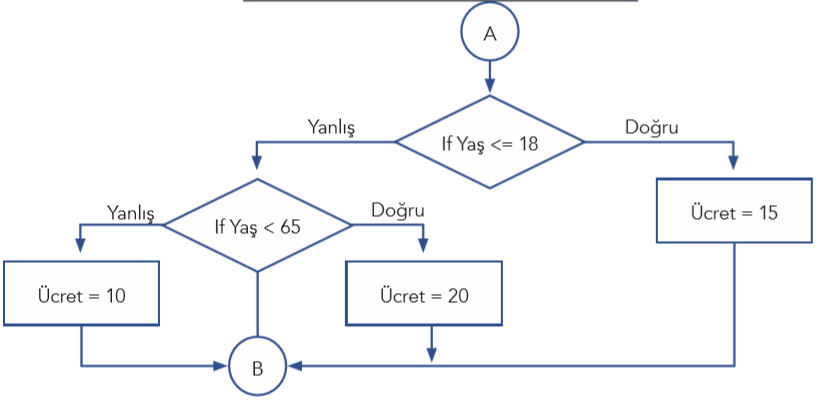 A
If Yaş <= 18
Yanlış
Doğru
Ücret = 15
If Yaş < 65
Yanlış
Doğru
Ücret = 10
Ücret = 20
B